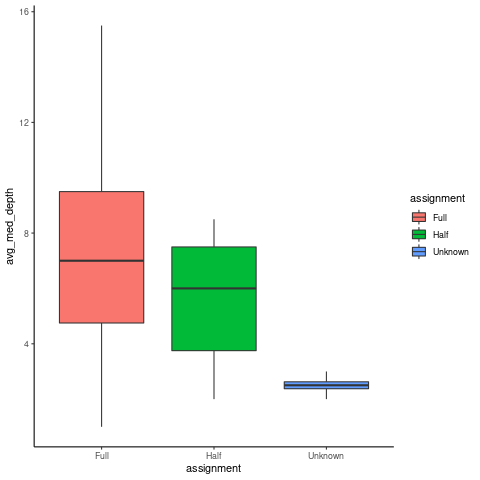 16
12
8
4
avg_med_depth
Full
Half
Unknown
assignment
assignment
Full
Half
Unknown